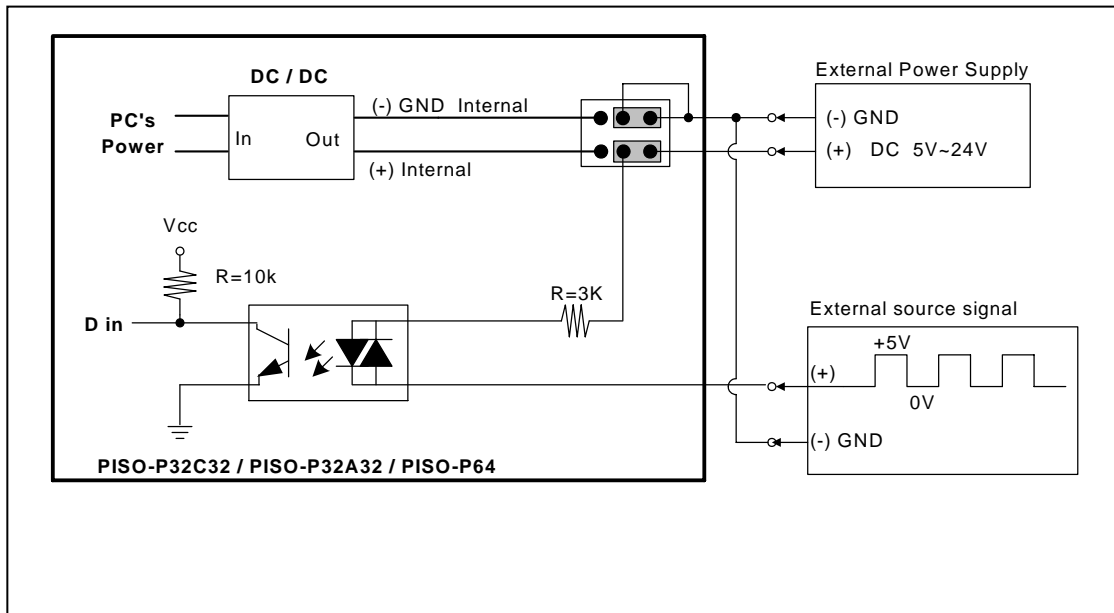 DC / DC
PC's
Power
In
Out
(-) GND Internal
(+) Internal
External Power Supply
(-) GND
(+) DC 5V~24V
Vcc
R=10k
D in
R=3K
External source signal
+5V
(+)
0V
(-) GND
PISO-P32C32 / PISO-P32A32 / PISO-P64